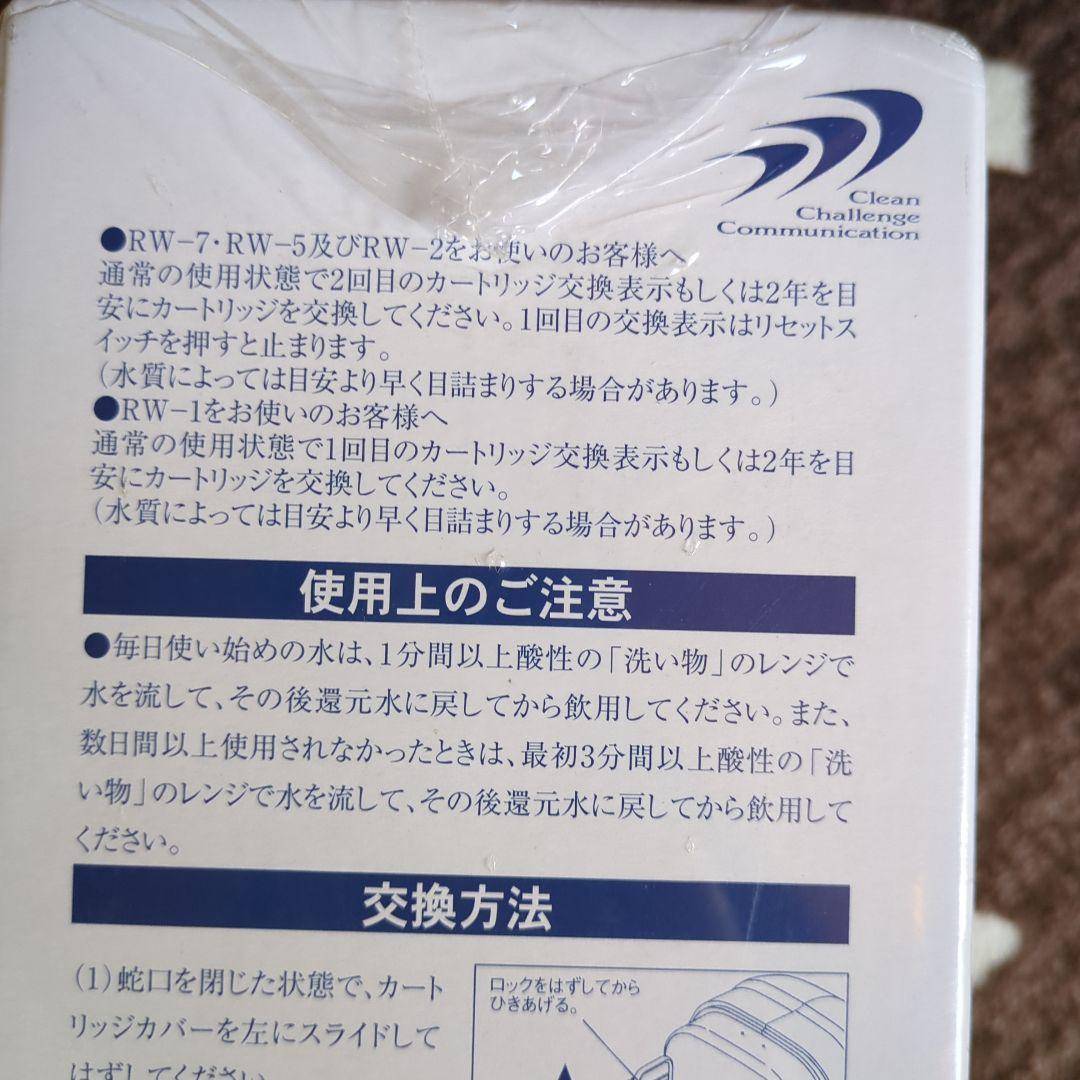 Clean
Challenge
Communication
●RW-7・RW-5及びRW-2をお使いのお客様へ
通常の使用状態で2回目のカートリッジ交換表示もしくは2年を目
安にカートリッジを交換してください。1回目の交換表示はリセットス
イッチを押すと止まります。
(水質によっては目安より早く目詰まりする場合があります。)
●RW-1をお使いのお客様へ
通常の使用状態で1回目のカートリッジ交換表示もしくは2年を目
安にカートリッジを交換してください。
(水質によっては目安より早く目詰まりする場合があります。)
使用上のご注意
●毎日使い始めの水は、1分間以上酸性の「洗い物」のレンジで
水を流して、その後還元水に戻してから飲用してください。また、
数日間以上使用されなかったときは、最初3分間以上酸性の「洗
い物」のレンジで水を流して、その後還元水に戻してから飲用して
ください。
交換方法
(1)蛇口を閉じた状態で、カート
リッジカバーを左にスライドして
はずしてください
ロックをはずしてから
ひきあげる。